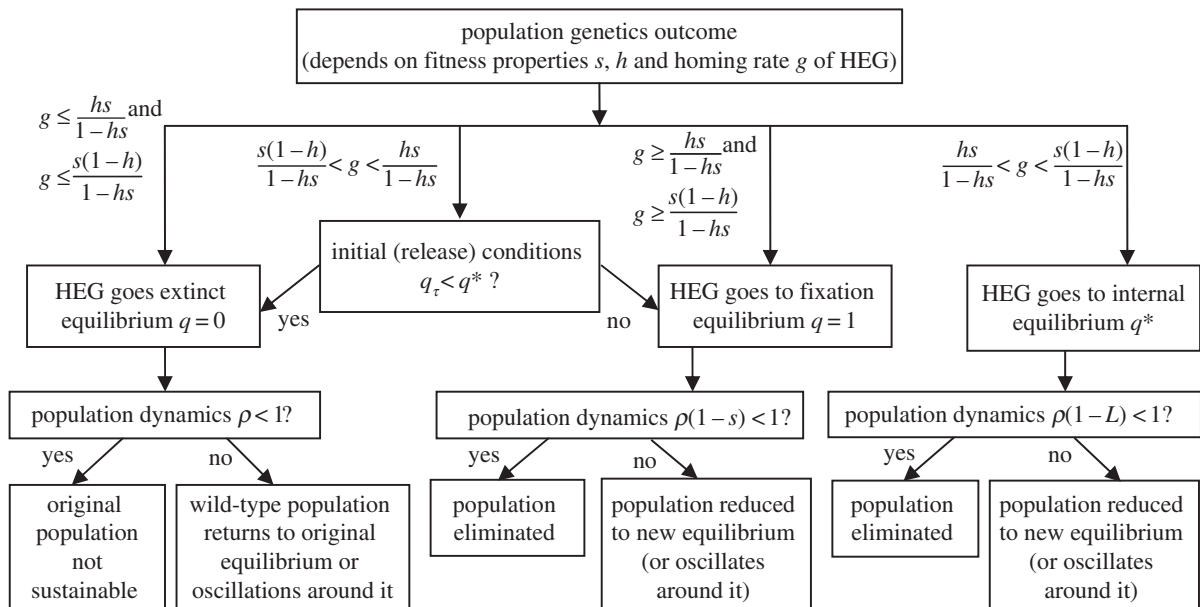 population genetics outcome
(depends on fitness properties s, h and homing rate g of HEG)
g ≤ hs/(1 – hs) and
g ≤ s(1 – h)/(1 – hs)
s(1 – h)/(1 – hs) < g < hs/(1 – hs)
g ≥ hs/(1 – hs) and
g ≥ s(1 – h)/(1 – hs)
hs/(1 – hs) < g < s(1 – h)/(1 – hs)
initial (release) conditions
qτ < q* ?
yes
no
HEG goes extinct
equilibrium q = 0
HEG goes to fixation
equilibrium q = 1
HEG goes to internal
equilibrium q*
population dynamics ρ < 1?
yes
no
original
population
not
sustainable
wild-type population
returns to original
equilibrium or
oscillations around it
population dynamics ρ(1 – s) < 1?
yes
no
population
eliminated
population reduced
to new equilibrium
(or oscillates
around it)
population dynamics ρ(1 – L) < 1?
yes
no
population
eliminated
population reduced
to new equilibrium
(or oscillates
around it)